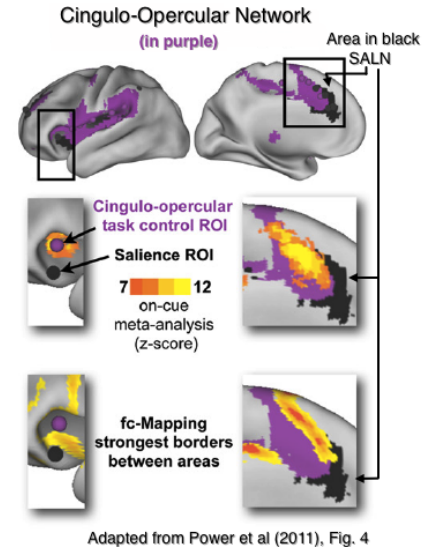 Cingulo-Opercular Network
(in purple)
Area in black
SALN
Cingulo-opercular
task control ROI
Salience ROI
7 12
on-cue
meta-analysis
(z-score)
fc-Mapping
strongest borders
between areas
Adapted from Power et al (2011), Fig. 4